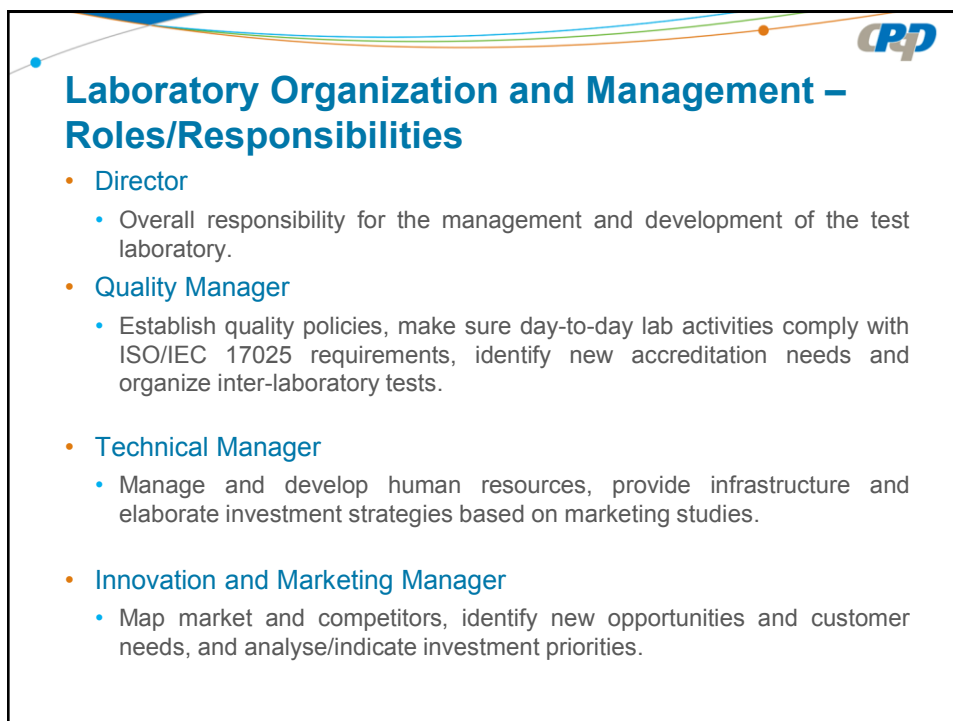 CPqD
Laboratory Organization and Management –
Roles/Responsibilities
• Director
• Overall responsibility for the management and development of the test
laboratory.
• Quality Manager
• Establish quality policies, make sure day-to-day lab activities comply with
ISO/IEC 17025 requirements, identify new accreditation needs and
organize inter-laboratory tests.
• Technical Manager
• Manage and develop human resources, provide infrastructure and
elaborate investment strategies based on marketing studies.
• Innovation and Marketing Manager
• Map market and competitors, identify new opportunities and customer
needs, and analyse/indicate investment priorities.